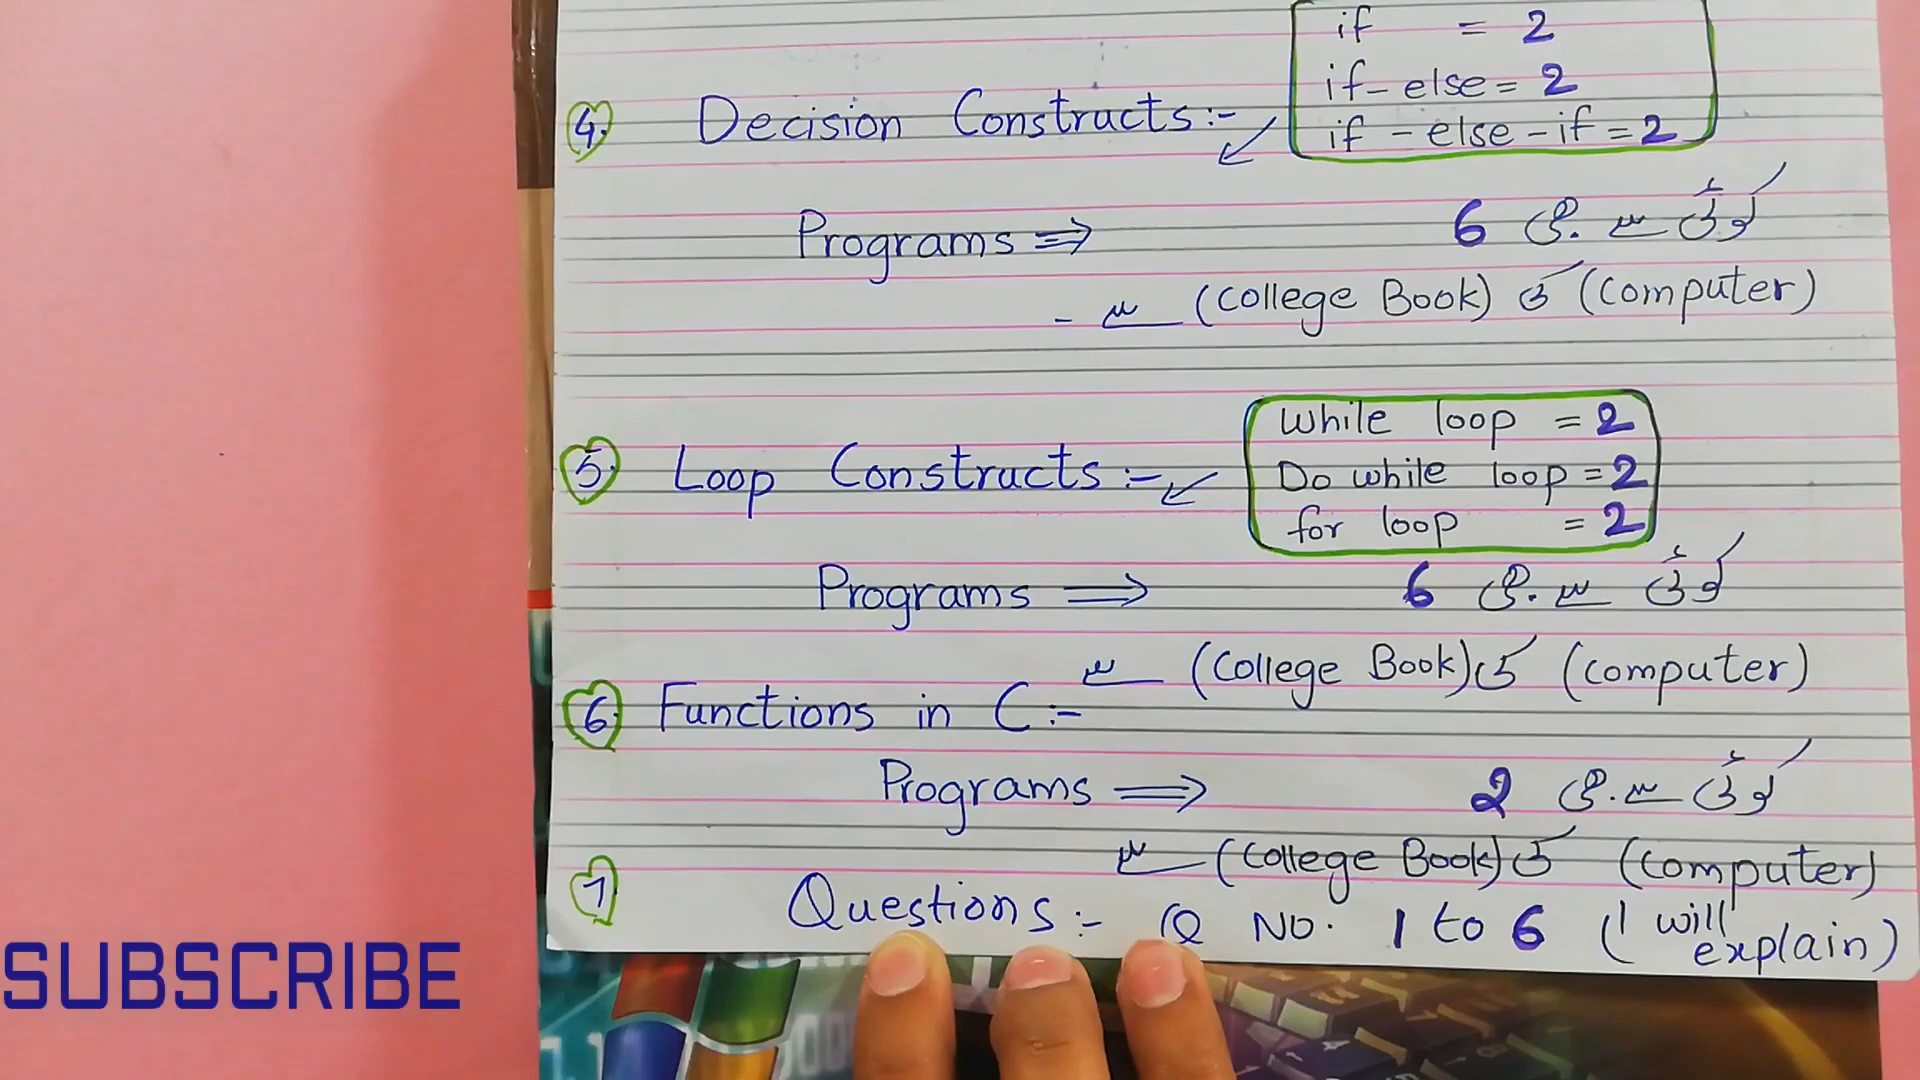 if = 2
if-else = 2
if-else-if = 2
4. Decision Constructs:-
Programs ⇒ کوئی سے 6
(Computer) کی (College Book) سے -
While loop = 2
Do while loop = 2
for loop = 2
5. Loop Constructs:-
Programs ⇒ کوئی سے 6
(Computer) کی (College Book) سے
6. Functions in C:-
Programs ⇒ کوئی سے 2
(Computer) کی (College Book) سے
7 Questions:- Q No. 1 to 6 (I will explain)
SUBSCRIBE